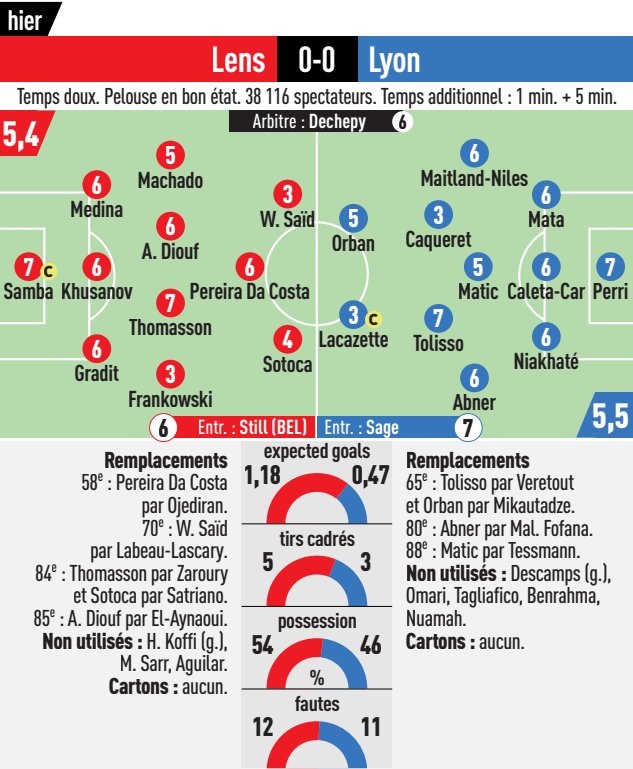 hier
Lens 0-0 Lyon
Temps doux. Pelouse en bon état. 38 116 spectateurs. Temps additionnel : 1 min. + 5 min.
Arbitre : Dechepy 6
5,4
5
Machado
6
Medina
6
A. Diouf
3
W. Saïd
7 C
Samba
6
Khusanov
6
Pereira Da Costa
7
Thomasson
6
Gradit
4
Sotoca
3
Frankowski
6
Maitland-Niles
6
Mata
5
Orban
3
Caqueret
5
Matic
6
Caleta-Car
7
Perri
3 C
Lacazette
7
Tolisso
6
Niakhaté
6
Abner
5,5
6 Entr. : Still (BEL)
Entr. : Sage 7
Remplacements
58e : Pereira Da Costa
par Ojediran.
70e : W. Saïd
par Labeau-Lascary.
84e : Thomasson par Zaroury
et Sotoca par Satriano.
85e : A. Diouf par El-Aynaoui.
Non utilisés : H. Koffi (g.),
M. Sarr, Aguilar.
Cartons : aucun.
expected goals
1,18 0,47
tirs cadrés
5 3
possession
54 46
%
fautes
12 11
Remplacements
65e : Tolisso par Veretout
et Orban par Mikautadze.
80e : Abner par Mal. Fofana.
88e : Matic par Tessmann.
Non utilisés : Descamps (g.),
Omari, Tagliafico, Benrahma,
Nuamah.
Cartons : aucun.